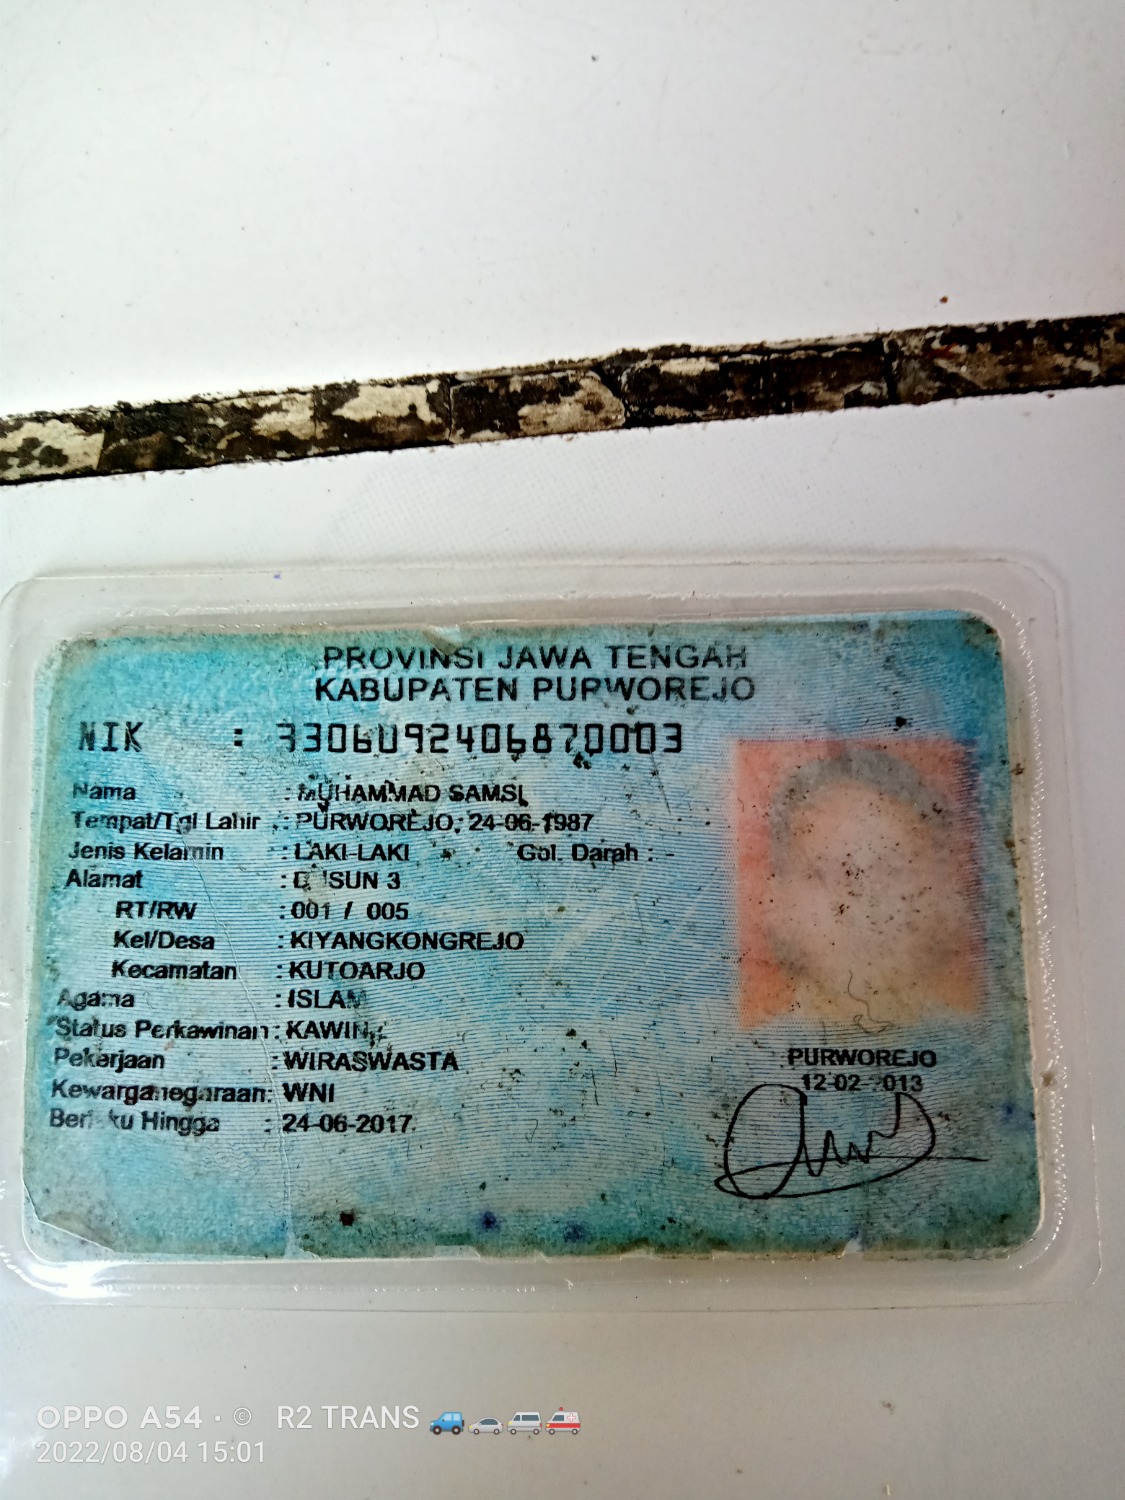 PROVINSI JAWA TENGAH
KABUPATEN PURWOREJO
NIK : 3306092406870003
Nama : MUHAMMAD SAMSI
Tempat/Tgl Lahir : PURWOREJO, 24-06-1987
Jenis Kelamin : LAKI-LAKI Gol. Darah : -
Alamat : DUSUN 3
RT/RW : 001 / 005
Kel/Desa : KIYANGKONGREJO
Kecamatan : KUTOARJO
Agama : ISLAM
Status Perkawinan : KAWIN
Pekerjaan : WIRASWASTA
Kewarganegaraan: WNI
Berlaku Hingga : 24-06-2017
PURWOREJO
12-02-2013
OPPO A54 · © R2 TRANS 🚙🚗🚐🚑
2022/08/04 15:01